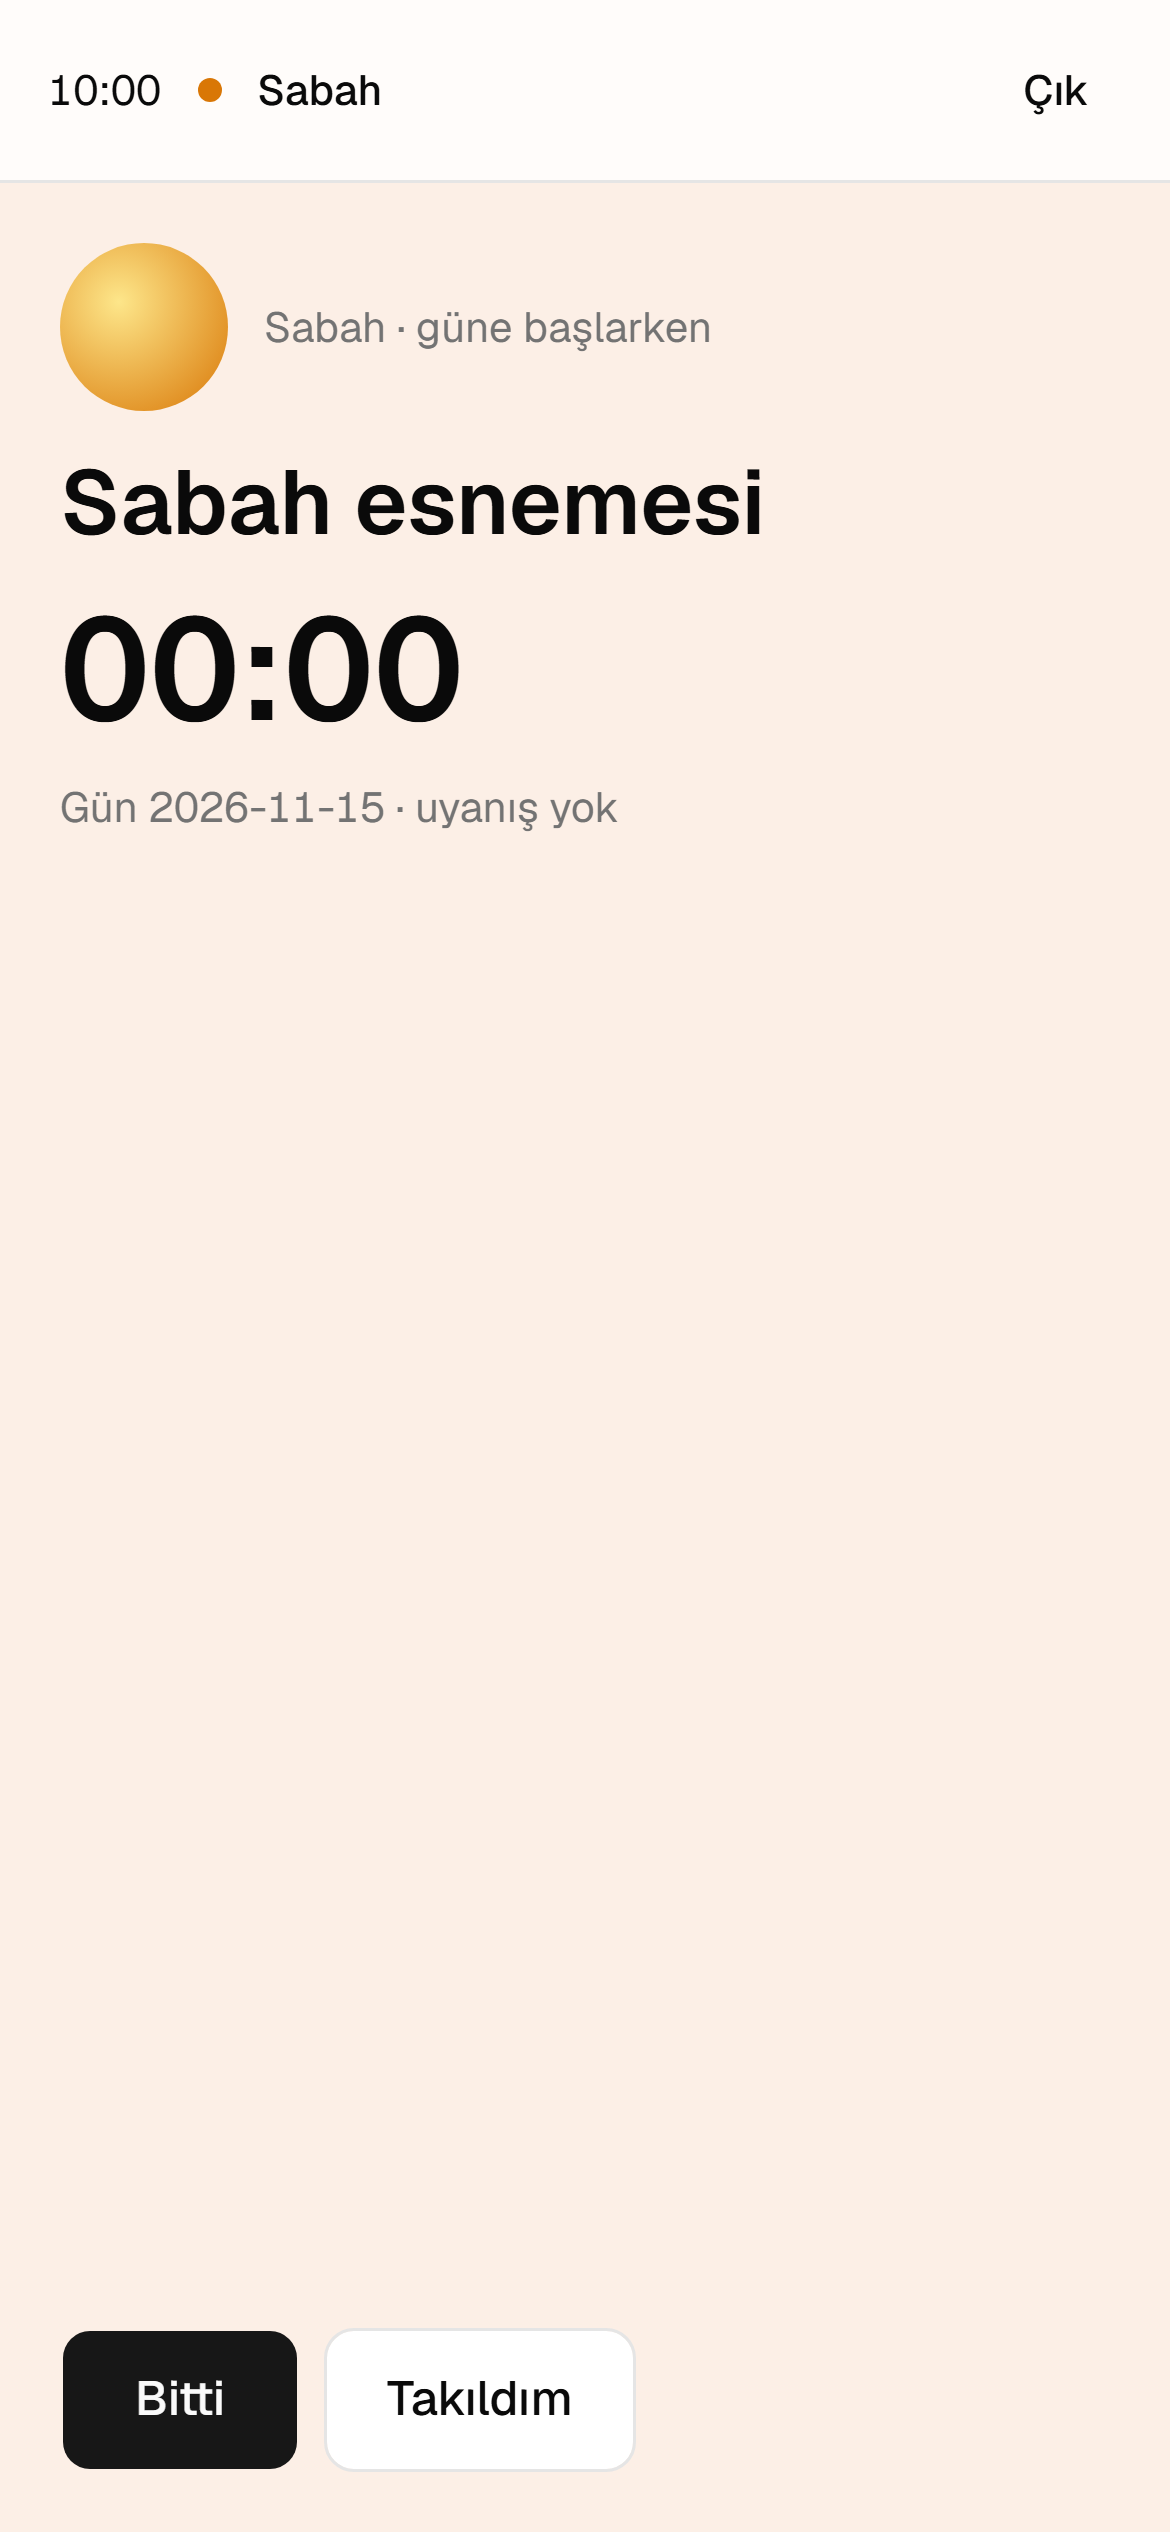 10:00 Sabah Çık
Sabah · güne başlarken
Sabah esnemesi
00:00
Gün 2026-11-15 · uyanış yok
Bitti Takıldım